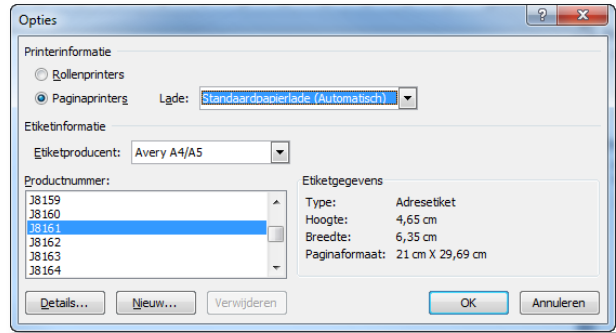 Opties
Printerinformatie
Rollenprinters
Paginaprinters Lade: Standaardpapierlade (Automatisch)
Etiketinformatie
Etiketproducent: Avery A4/A5
Productnummer:
J8159
J8160
J8161
J8162
J8163
J8164
Etiketgegevens
Type: Adresetiket
Hoogte: 4,65 cm
Breedte: 6,35 cm
Paginaformaat: 21 cm X 29,69 cm
Details... Nieuw... Verwijderen OK Annuleren